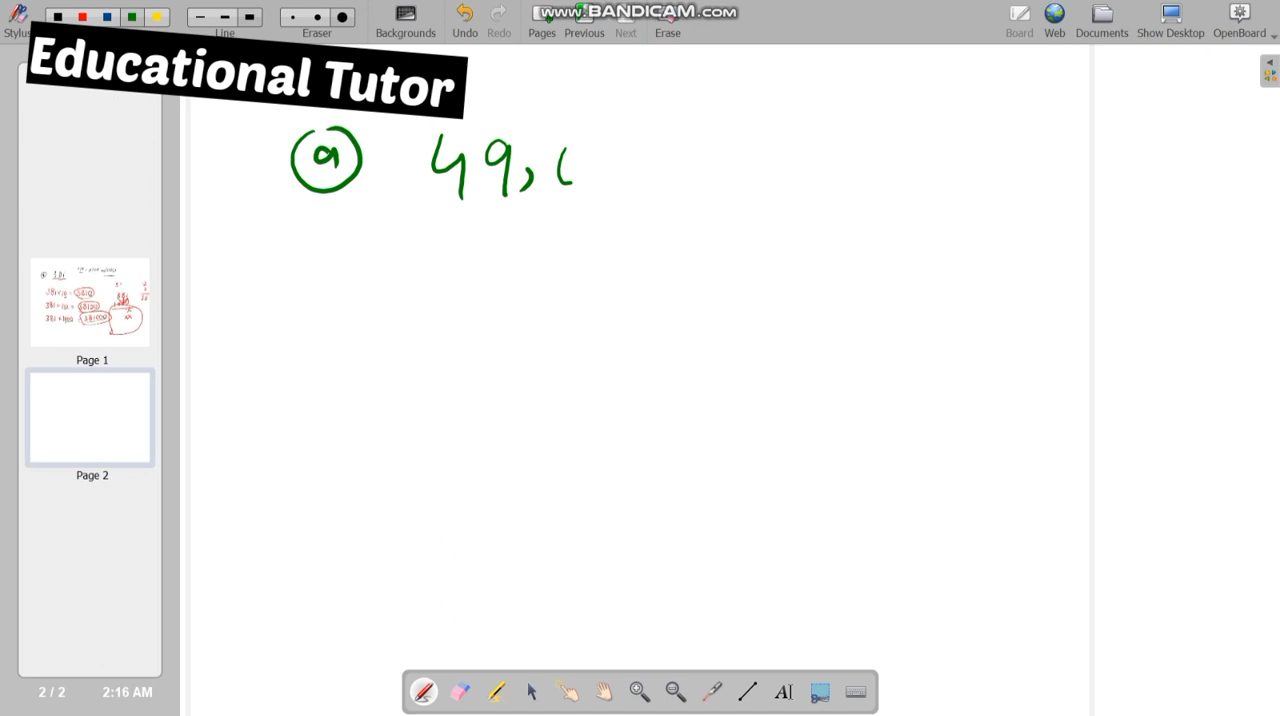 www.BANDICAM.com
Stylus
Line
Eraser
Backgrounds
Undo
Redo
Pages
Previous
Next
Erase
Board
Web
Documents
Show Desktop
OpenBoard
Educational Tutor
a 49, (
Page 1
Page 2
2 / 2 2:16 AM